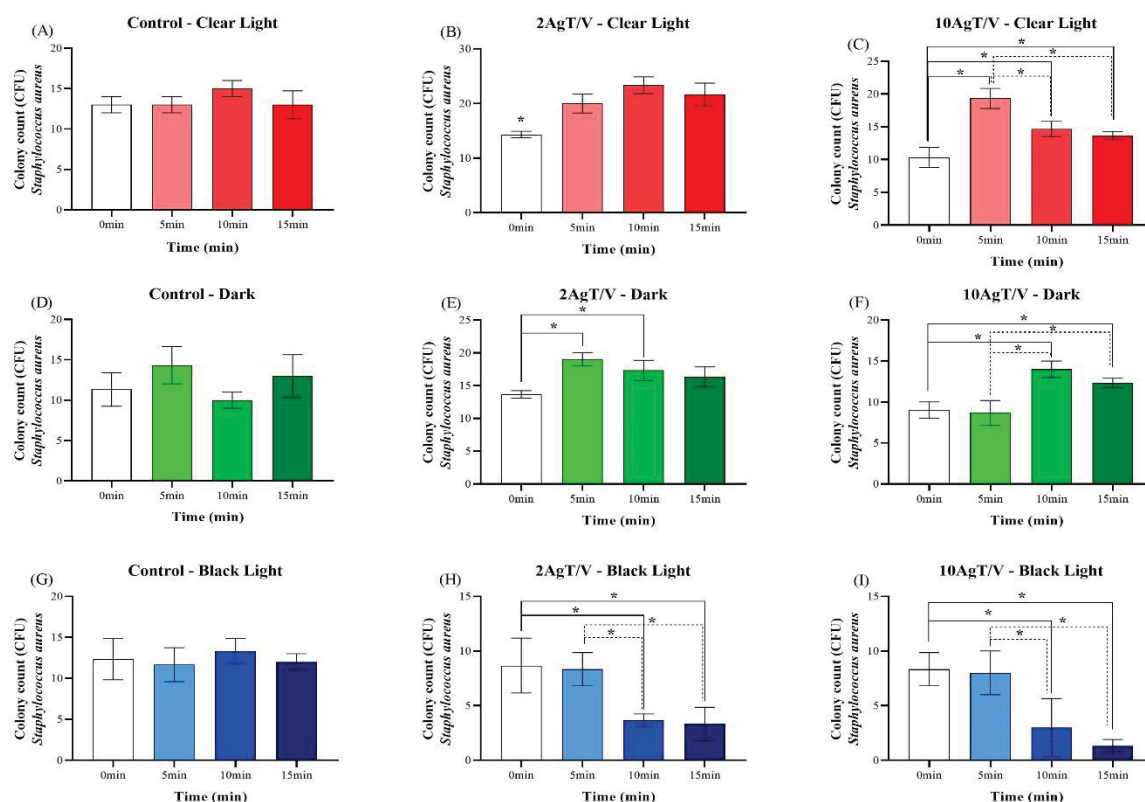 (A)
Control - Clear Light
Colony count (CFU)
Staphylococcus aureus
20
15
10
5
0
0min 5min 10min 15min
Time (min)
(B)
2AgT/V - Clear Light
Colony count (CFU)
Staphylococcus aureus
30
20
10
0
*
0min 5min 10min 15min
Time (min)
10AgT/V - Clear Light
(C)
Colony count (CFU)
Staphylococcus aureus
25
20
15
10
5
0
*
* *
* *
0min 5min 10min 15min
Time (min)
(D)
Control - Dark
Colony count (CFU)
Staphylococcus aureus
20
15
10
5
0
0min 5min 10min 15min
Time (min)
(E)
2AgT/V - Dark
Colony count (CFU)
Staphylococcus aureus
25
20
15
10
5
0
*
*
0min 5min 10min 15min
Time (min)
(F)
10AgT/V - Dark
Colony count (CFU)
Staphylococcus aureus
20
15
10
5
0
*
* *
*
0min 5min 10min 15min
Time (min)
(G)
Control - Black Light
Colony count (CFU)
Staphylococcus aureus
20
15
10
5
0
0min 5min 10min 15min
Time (min)
(H)
2AgT/V - Black Light
Colony count (CFU)
Staphylococcus aureus
15
10
5
0
*
*
* *
0min 5min 10min 15min
Time (min)
(I)
10AgT/V - Black Light
Colony count (CFU)
Staphylococcus aureus
15
10
5
0
*
*
* *
0min 5min 10min 15min
Time (min)